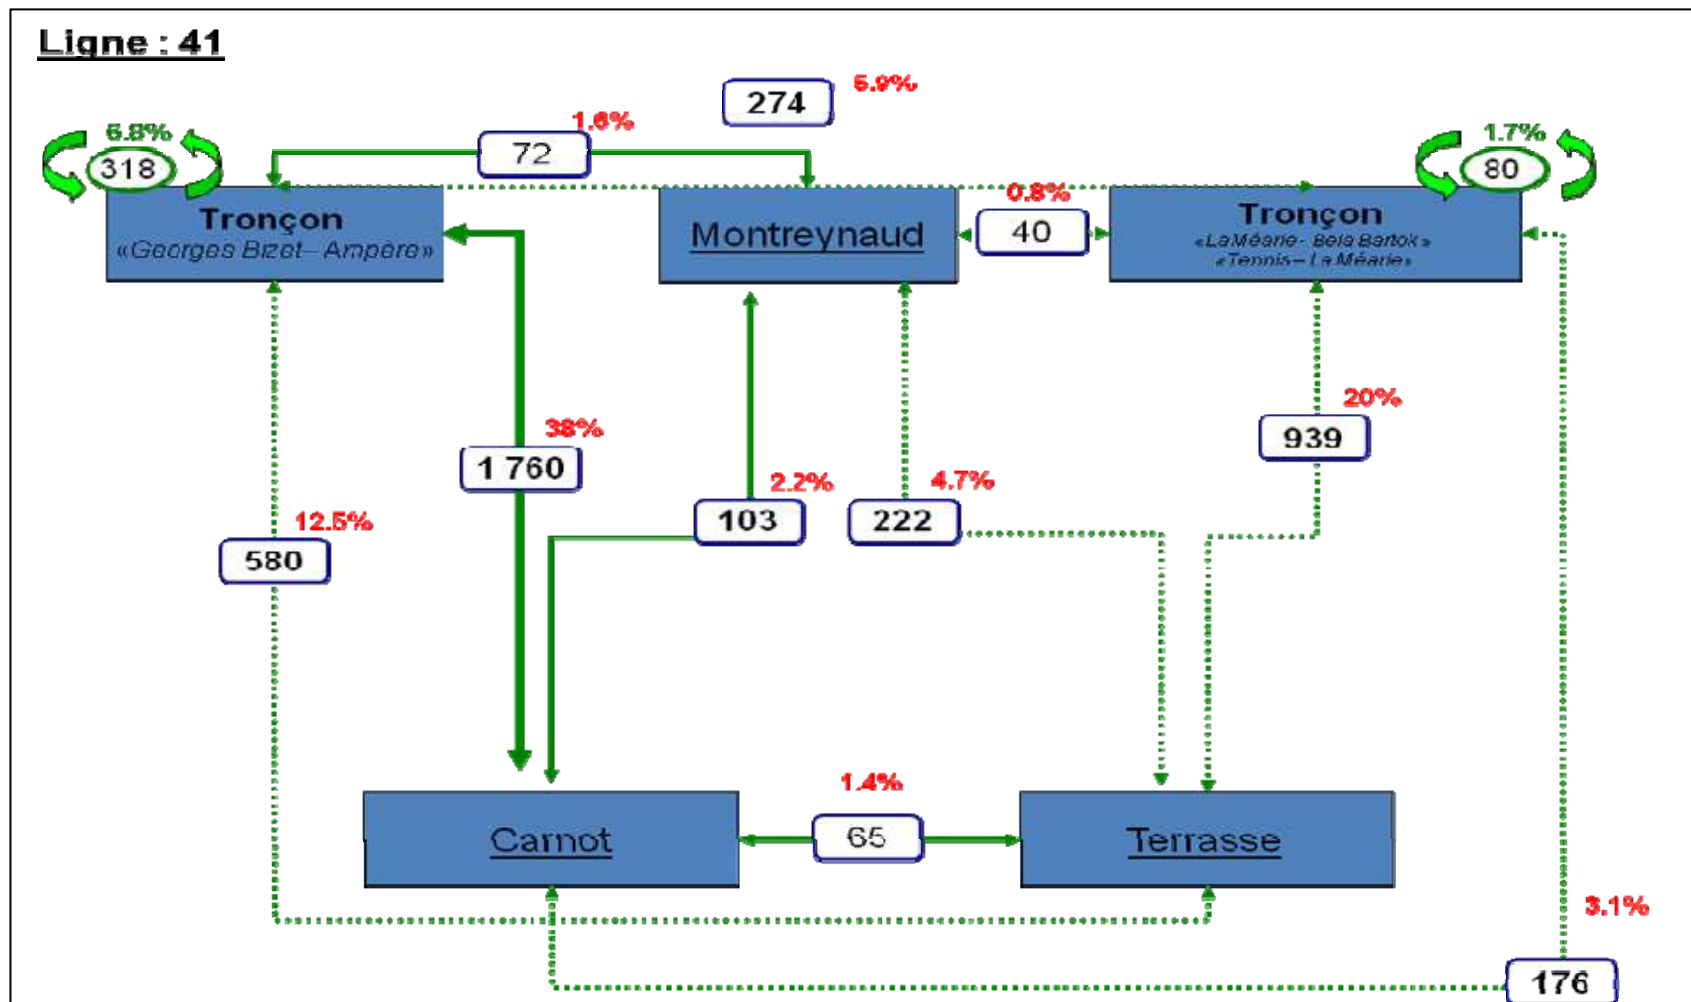 Ligne : 41
274
5.9%
1.6%
72
6.8%
318
1.7%
80
Tronçon
«Georges Bizet– Ampère»
Montreynaud
0.8%
40
Tronçon
«La Méarie- Bela Bartok»
«Tennis– La Méarie»
38%
1 760
2.2%
103
4.7%
222
20%
939
12.5%
580
1.4%
Carnot
65
Terrasse
3.1%
176